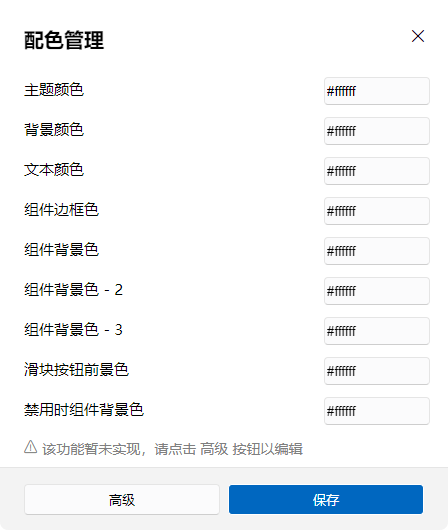 配色管理
主题颜色 #ffffff
背景颜色 #ffffff
文本颜色 #ffffff
组件边框色 #ffffff
组件背景色 #ffffff
组件背景色 - 2 #ffffff
组件背景色 - 3 #ffffff
滑块按钮前景色 #ffffff
禁用时组件背景色 #ffffff
该功能暂未实现，请点击 高级 按钮以编辑
高级 保存